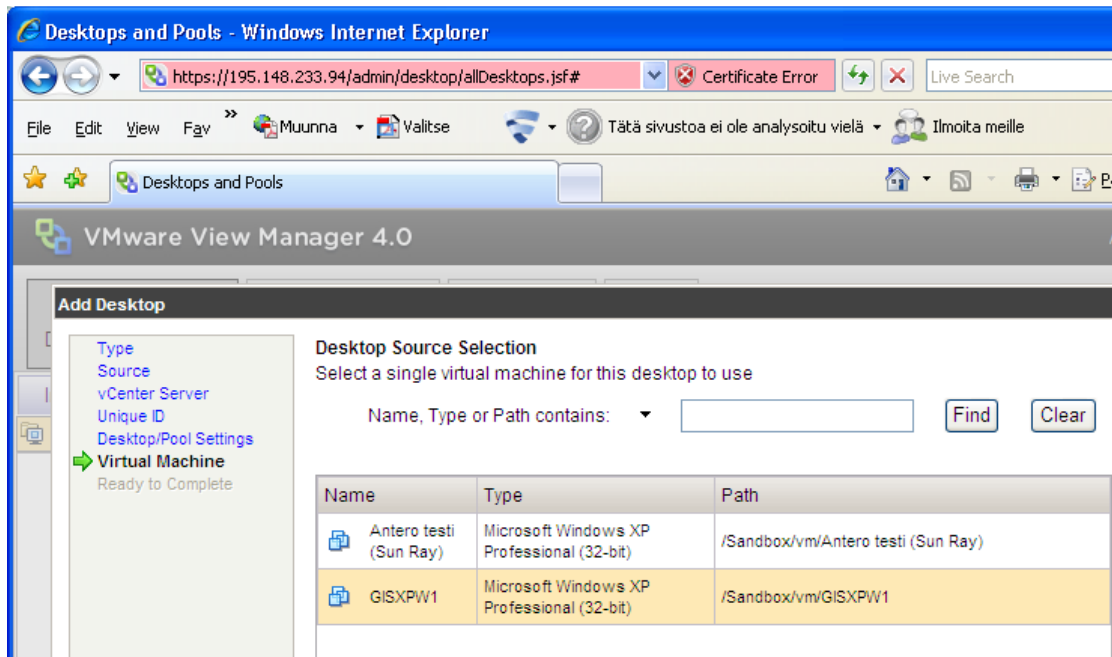 Desktops and Pools - Windows Internet Explorer
https://195.148.233.94/admin/desktop/allDesktops.jsf# Certificate Error Live Search
File Edit View Fav » Muunna Valitse Tätä sivustoa ei ole analysoitu vielä Ilmoita meille
Desktops and Pools
VMware View Manager 4.0
Add Desktop
Type
Source
vCenter Server
Unique ID
Desktop/Pool Settings
Virtual Machine
Ready to Complete
Desktop Source Selection
Select a single virtual machine for this desktop to use
Name, Type or Path contains: Find Clear
Name Type Path
Antero testi Microsoft Windows XP
(Sun Ray) Professional (32-bit) /Sandbox/vm/Antero testi (Sun Ray)
GISXPW1 Microsoft Windows XP
Professional (32-bit) /Sandbox/vm/GISXPW1